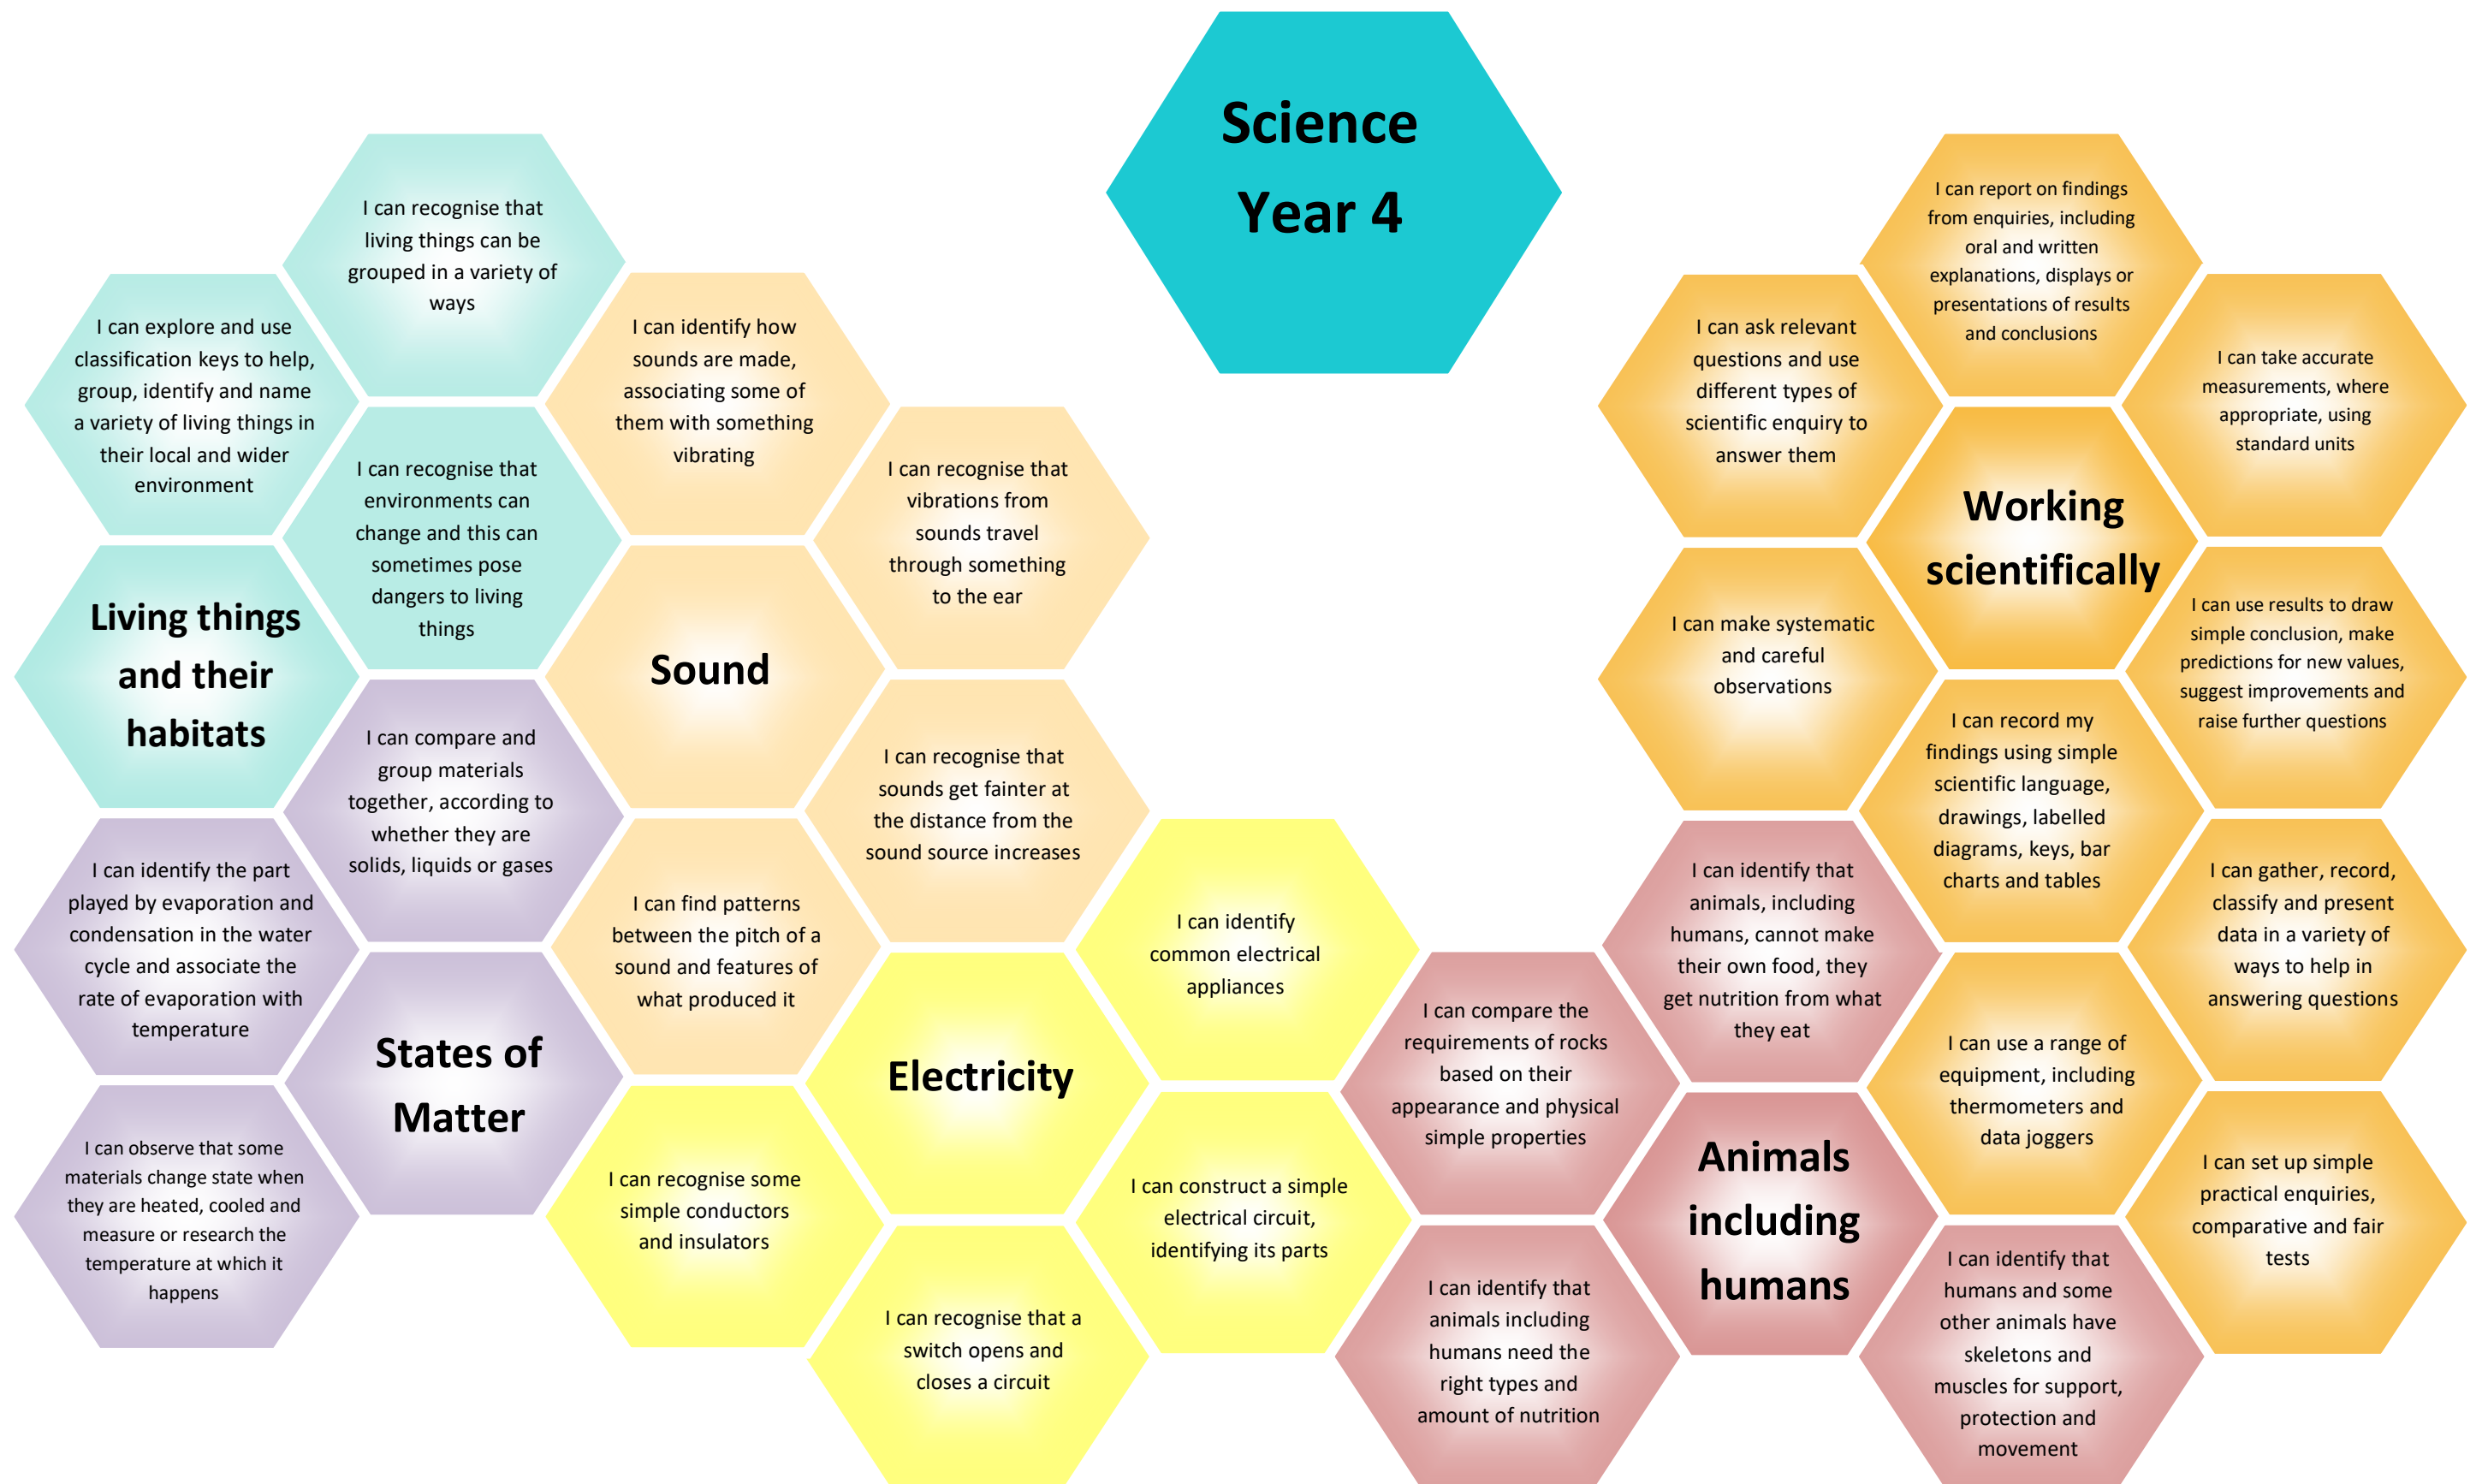 Science
Year 4
I can recognise that
living things can be
grouped in a variety of
ways
I can explore and use
classification keys to help,
group, identify and name
a variety of living things in
their local and wider
environment
I can recognise that
environments can
change and this can
sometimes pose
dangers to living
things
Living things
and their
habitats
I can identify how
sounds are made,
associating some of
them with something
vibrating
I can recognise that
vibrations from
sounds travel
through something
to the ear
Sound
I can recognise that
sounds get fainter at
the distance from the
sound source increases
I can find patterns
between the pitch of a
sound and features of
what produced it
I can compare and
group materials
together, according to
whether they are
solids, liquids or gases
I can identify the part
played by evaporation and
condensation in the water
cycle and associate the
rate of evaporation with
temperature
States of
Matter
I can observe that some
materials change state when
they are heated, cooled and
measure or research the
temperature at which it
happens
I can identify
common electrical
appliances
Electricity
I can recognise some
simple conductors
and insulators
I can construct a simple
electrical circuit,
identifying its parts
I can recognise that a
switch opens and
closes a circuit
I can report on findings
from enquiries, including
oral and written
explanations, displays or
presentations of results
and conclusions
I can ask relevant
questions and use
different types of
scientific enquiry to
answer them
I can take accurate
measurements, where
appropriate, using
standard units
Working
scientifically
I can make systematic
and careful
observations
I can use results to draw
simple conclusion, make
predictions for new values,
suggest improvements and
raise further questions
I can record my
findings using simple
scientific language,
drawings, labelled
diagrams, keys, bar
charts and tables
I can gather, record,
classify and present
data in a variety of
ways to help in
answering questions
I can use a range of
equipment, including
thermometers and
data joggers
I can set up simple
practical enquiries,
comparative and fair
tests
I can identify that
animals, including
humans, cannot make
their own food, they
get nutrition from what
they eat
I can compare the
requirements of rocks
based on their
appearance and physical
simple properties
Animals
including
humans
I can identify that
animals including
humans need the
right types and
amount of nutrition
I can identify that
humans and some
other animals have
skeletons and
muscles for support,
protection and
movement